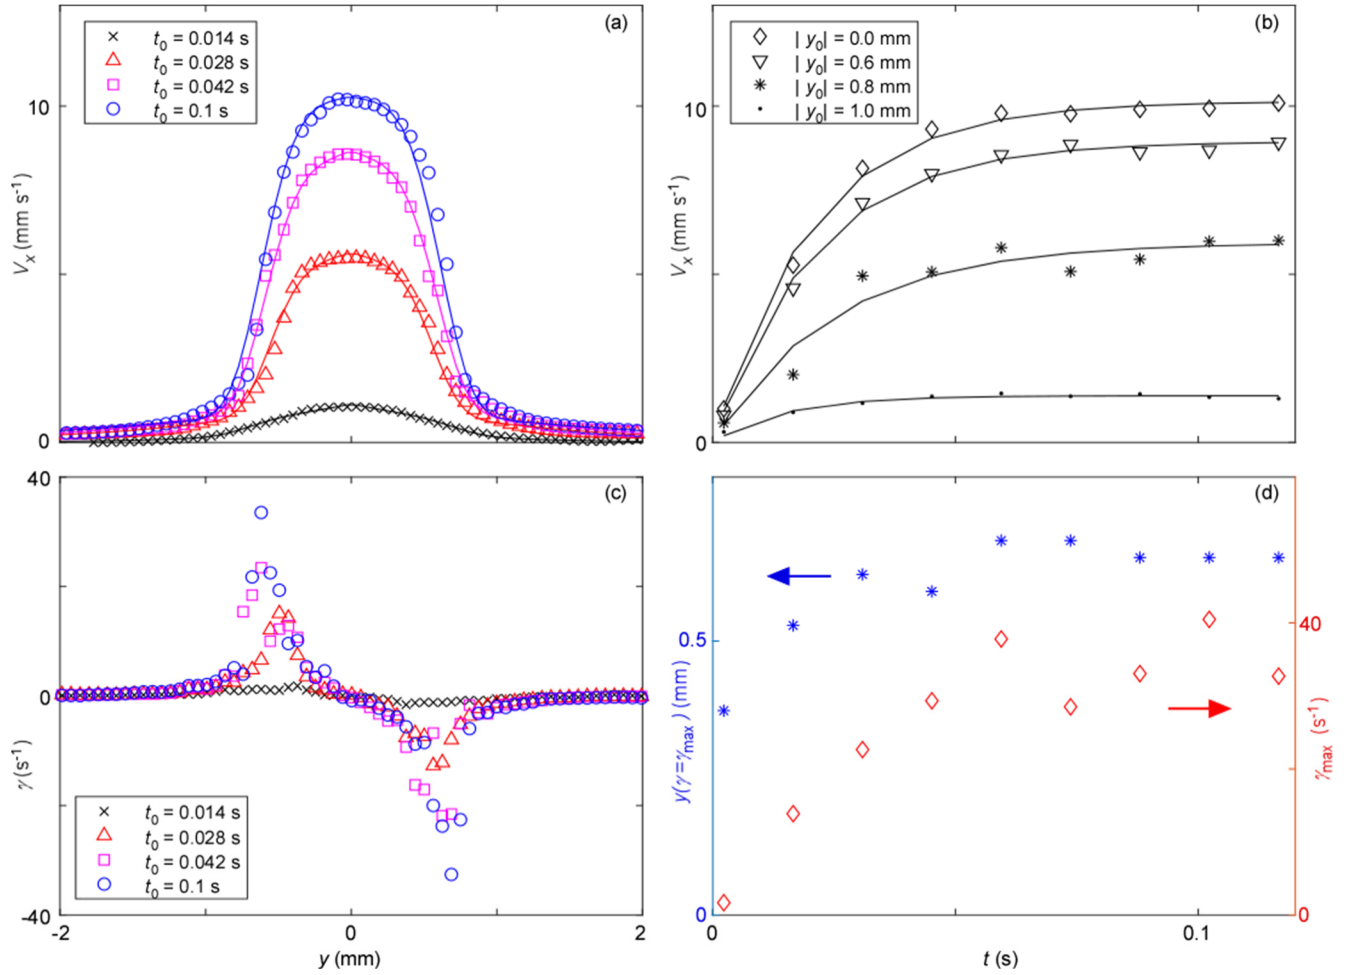 (a)
t0 = 0.014 s
t0 = 0.028 s
t0 = 0.042 s
t0 = 0.1 s
10
0
Vx (mm s-1)
(b)
| y0| = 0.0 mm
| y0| = 0.6 mm
| y0| = 0.8 mm
| y0| = 1.0 mm
10
0
Vx (mm s-1)
(c)
40
0
-40
γ (s-1)
t0 = 0.014 s
t0 = 0.028 s
t0 = 0.042 s
t0 = 0.1 s
-2
0
2
y (mm)
(d)
0.5
0
y(γ=γmax) (mm)
40
0
γmax (s-1)
0
0.1
t (s)